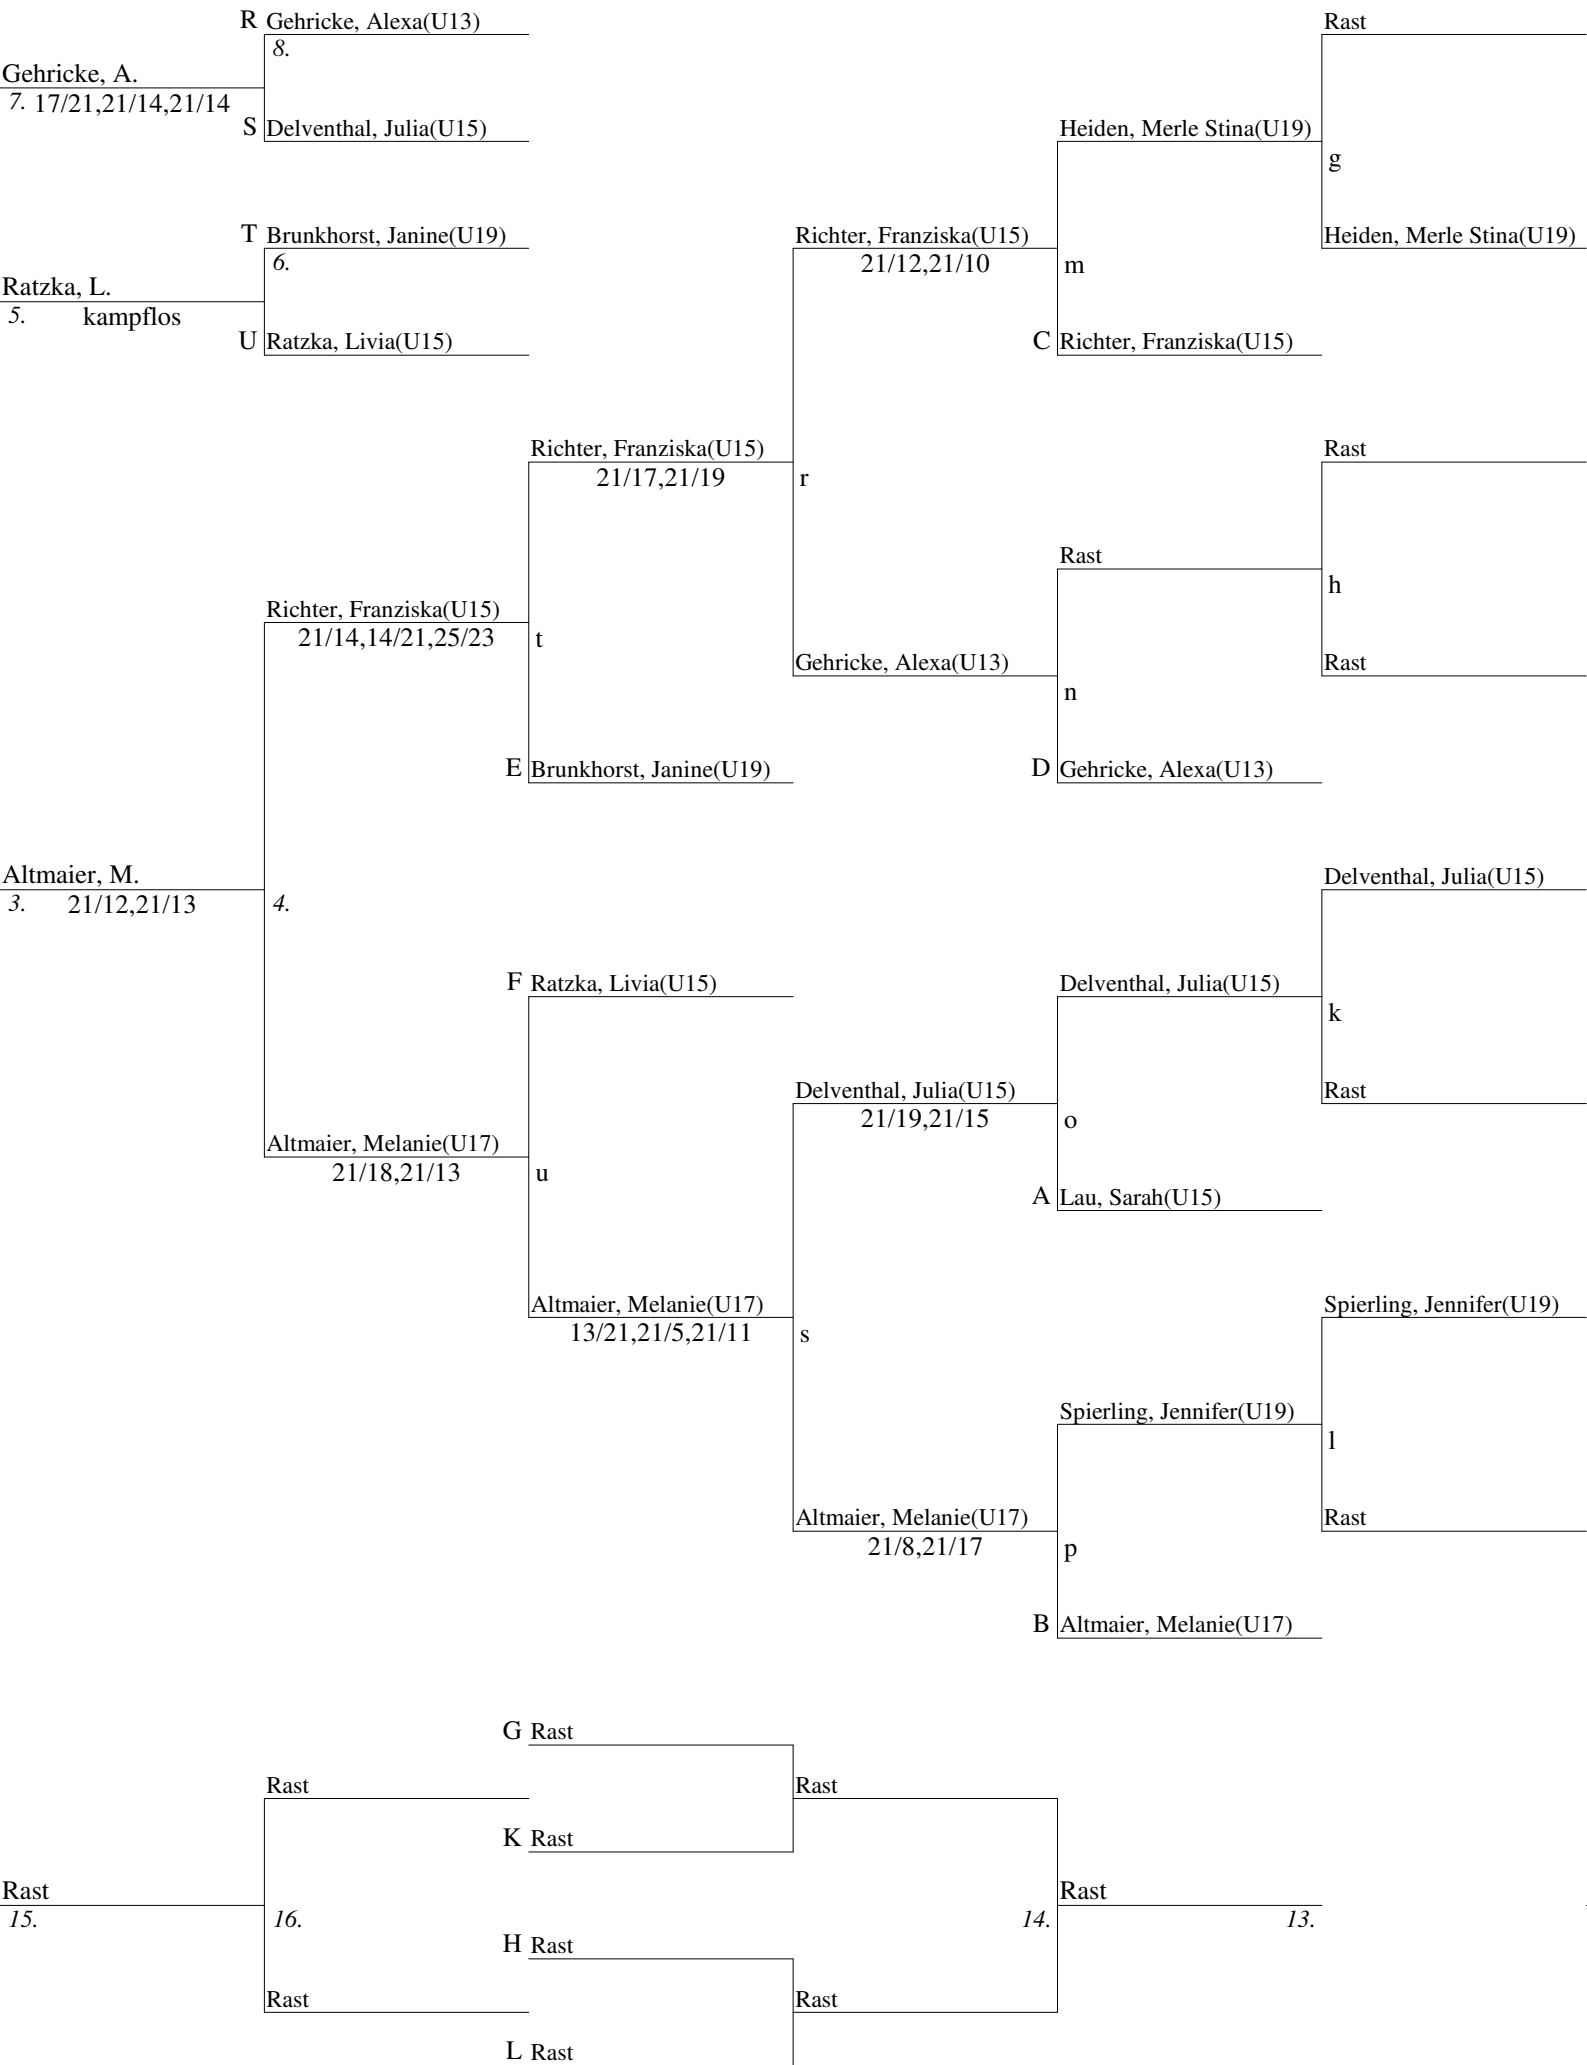 R Gehricke, Alexa(U13) Rast
8.
Gehricke, A.
7. 17/21,21/14,21/14
S Delventhal, Julia(U15) Heiden, Merle Stina(U19)
g
T Brunkhorst, Janine(U19) Richter, Franziska(U15) Heiden, Merle Stina(U19)
6. 21/12,21/10 m
Ratzka, L.
5. kampflos
U Ratzka, Livia(U15) C Richter, Franziska(U15)
Richter, Franziska(U15) Rast
21/17,21/19 r
Rast
h
Richter, Franziska(U15)
21/14,14/21,25/23 t
Gehricke, Alexa(U13) Rast
n
E Brunkhorst, Janine(U19) D Gehricke, Alexa(U13)
Altmaier, M. Delventhal, Julia(U15)
3. 21/12,21/13 4.
F Ratzka, Livia(U15) Delventhal, Julia(U15)
k
Delventhal, Julia(U15) Rast
21/19,21/15 o
Altmaier, Melanie(U17)
21/18,21/13 u
A Lau, Sarah(U15)
Altmaier, Melanie(U17) Spierling, Jennifer(U19)
13/21,21/5,21/11 s
Spierling, Jennifer(U19)
l
Altmaier, Melanie(U17) Rast
21/8,21/17 p
B Altmaier, Melanie(U17)
G Rast
Rast Rast
K Rast
Rast Rast
15. 16. 14. 13.
H Rast
Rast Rast
L Rast